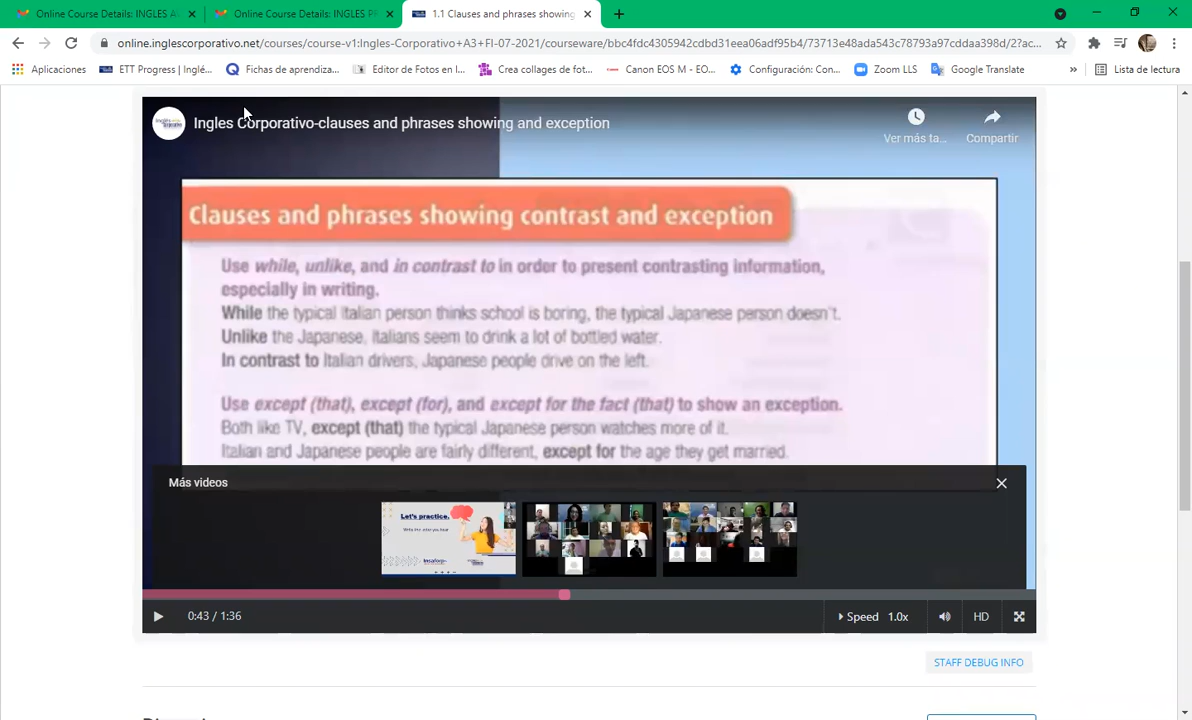 Online Course Details: INGLES A
Online Course Details: INGLES P
1.1 Clauses and phrases showing
online.inglescorporativo.net/courses/course-v1:Ingles-Corporativo+A3+FI-07-2021/courseware/bbc4fdc4305942cdbd31eea06adf95b4/73713e48ada543c78793a97cddaa398d/2?ac...
Aplicaciones
ETT Progress | Inglé...
Fichas de aprendiza...
Editor de Fotos en l...
Crea collages de fot...
Canon EOS M - EO...
Configuración: Con...
Zoom LLS
Google Translate
»
Lista de lectura
Ingles Corporativo-clauses and phrases showing and exception
Ver más ta...
Compartir
Clauses and phrases showing contrast and exception
Use while, unlike, and in contrast to in order to present contrasting information,
especially in writing.
While the typical Italian person thinks school is boring, the typical Japanese person doesn't.
Unlike the Japanese, Italians seem to drink a lot of bottled water.
In contrast to Italian drivers, Japanese people drive on the left.
Use except (that), except (for), and except for the fact (that) to show an exception.
Both like TV, except (that) the typical Japanese person watches more of it.
Italian and Japanese people are fairly different, except for the age they get married.
Más videos
Let's practice.
0:43 / 1:36
Speed 1.0x
HD
STAFF DEBUG INFO